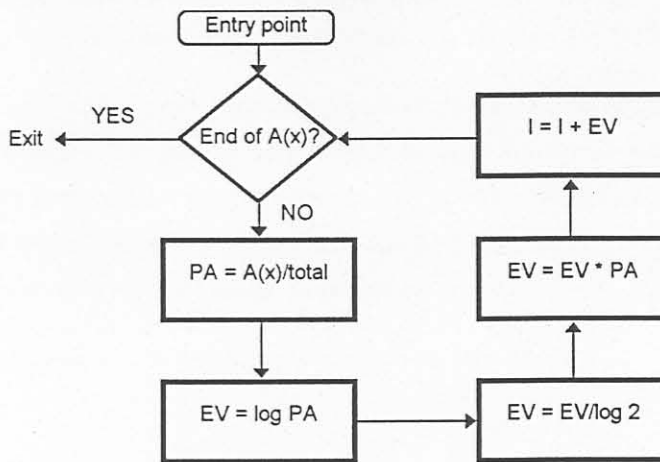 Entry point
YES
Exit
End of A(x)?
I = I + EV
NO
PA = A(x)/total
EV = EV * PA
EV = log PA
EV = EV/log 2